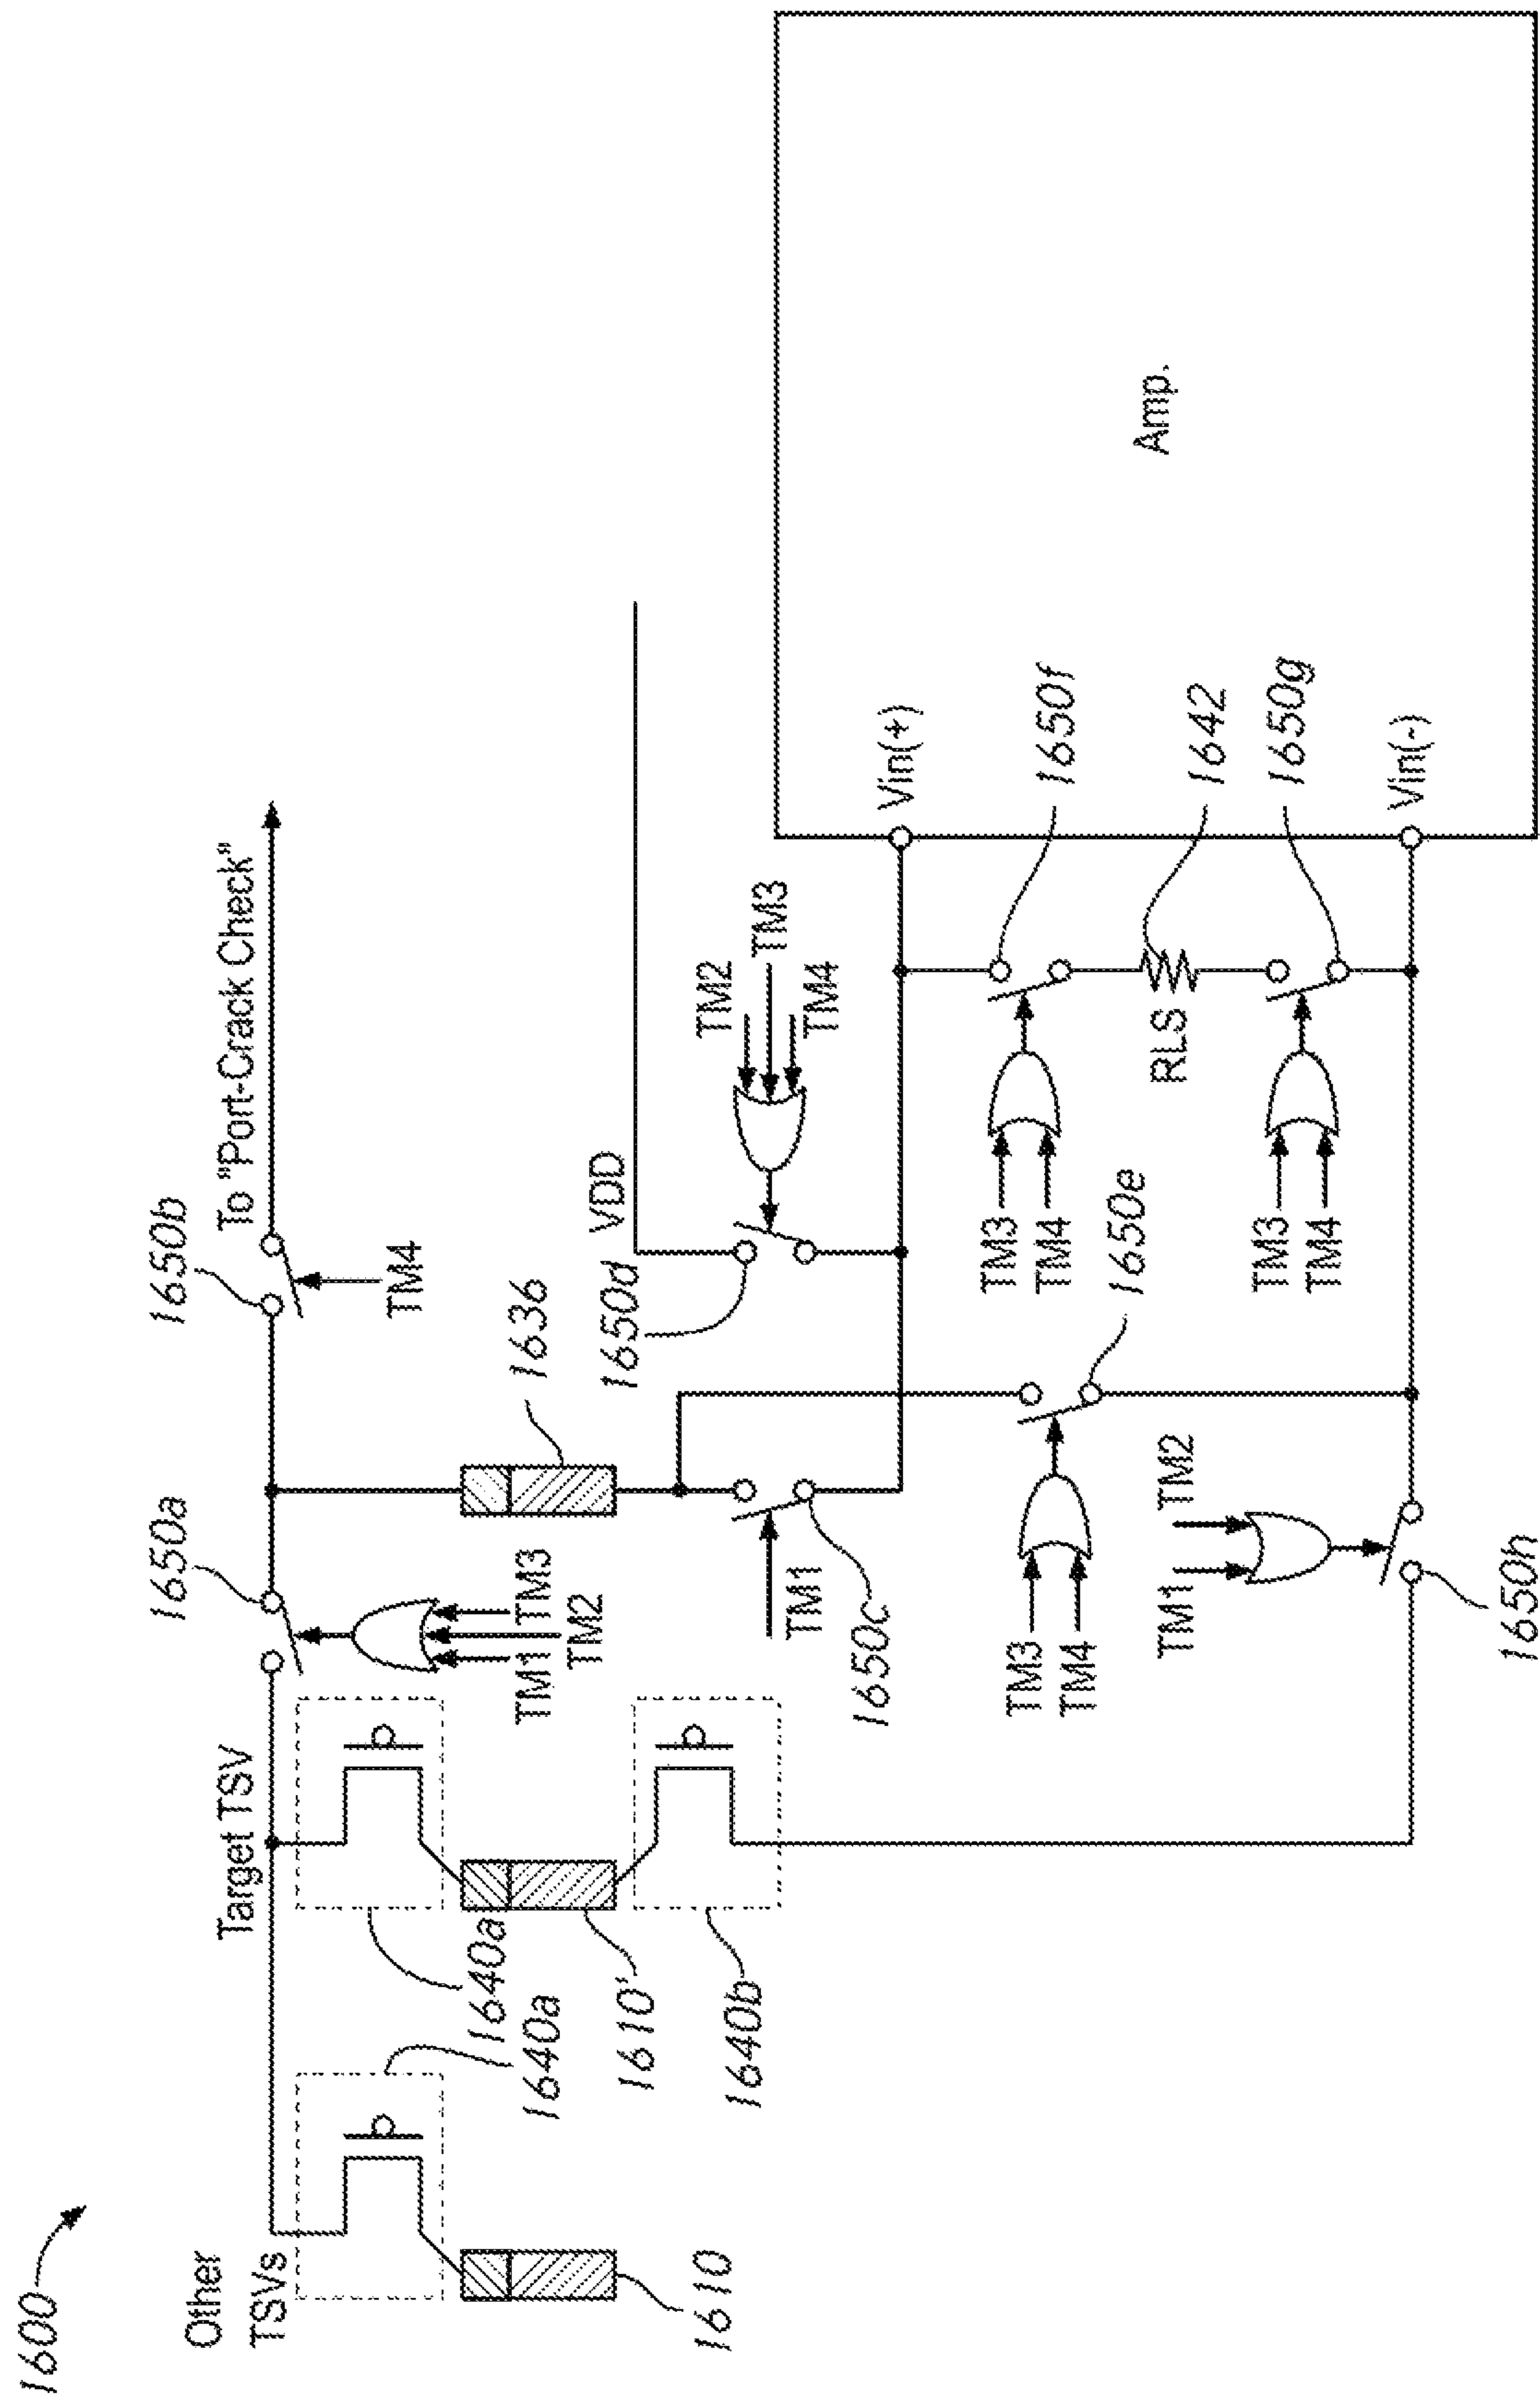 1600
Other
TSVs
1610
1640a
Target TSV
1640a
1610'
1640b
1650a
TM1
TM2
TM3
1636
TM1
1650c
1650b
TM4
To "Port-Crack Check"
VDD
1650d
TM2
TM3
TM4
TM3
TM4
1650e
TM1
TM2
1650h
TM3
TM4
1650f
RLS
1642
TM3
TM4
1650g
Vin(+)
Vin(-)
Amp.